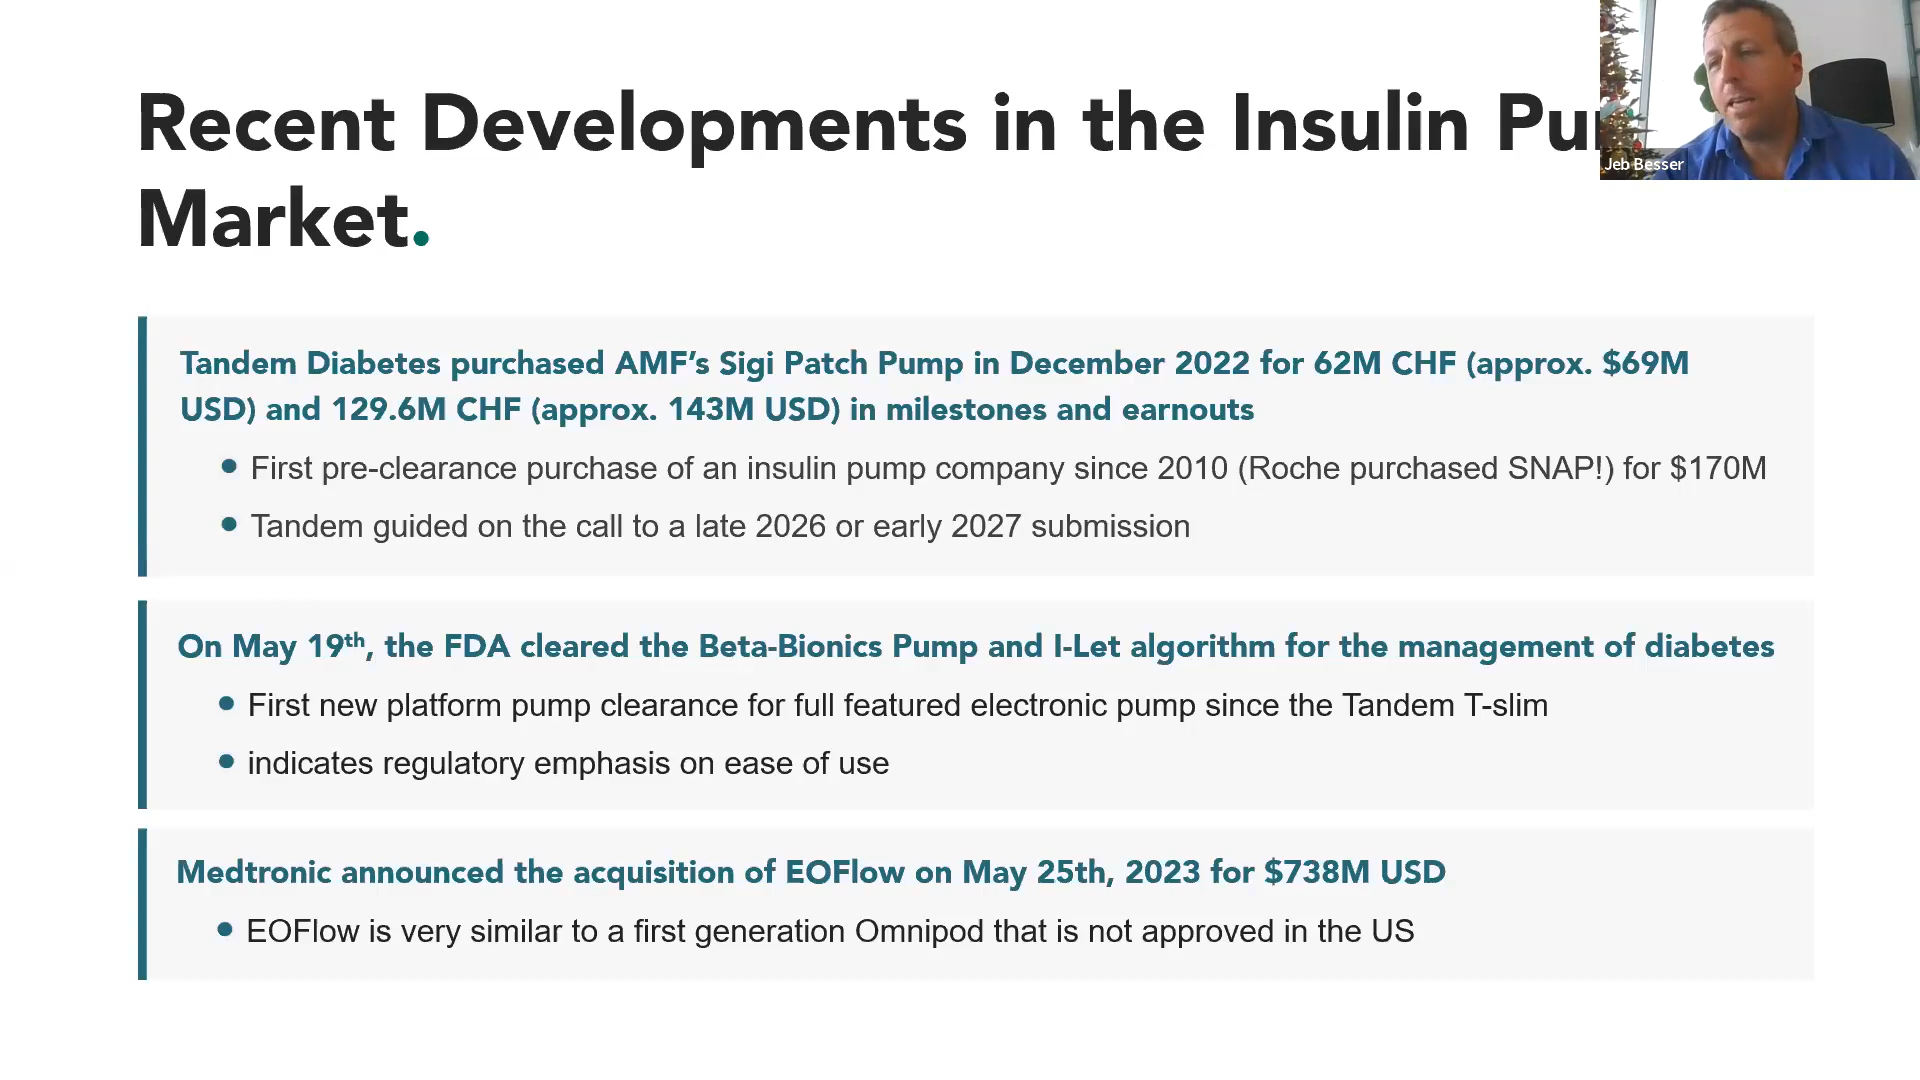 Recent Developments in the Insulin
Market.
Jeb Besser
Tandem Diabetes purchased AMF’s Sigi Patch Pump in December 2022 for 62M CHF (approx. $69M
USD) and 129.6M CHF (approx. 143M USD) in milestones and earnouts
• First pre-clearance purchase of an insulin pump company since 2010 (Roche purchased SNAP!) for $170M
• Tandem guided on the call to a late 2026 or early 2027 submission
On May 19th, the FDA cleared the Beta-Bionics Pump and I-Let algorithm for the management of diabetes
• First new platform pump clearance for full featured electronic pump since the Tandem T-slim
• indicates regulatory emphasis on ease of use
Medtronic announced the acquisition of EOFlow on May 25th, 2023 for $738M USD
• EOFlow is very similar to a first generation Omnipod that is not approved in the US